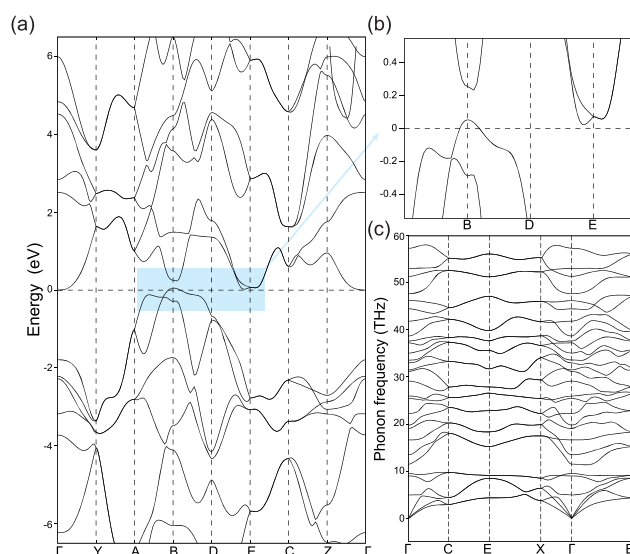 (a)
Energy (eV)
6
4
2
0
-2
-4
-6
Γ Y A B D E C Z Γ
(b)
0.4
0.2
0
-0.2
-0.4
B D E
(c)
Phonon frequency (THz)
60
50
40
30
20
10
0
Γ C E X Γ